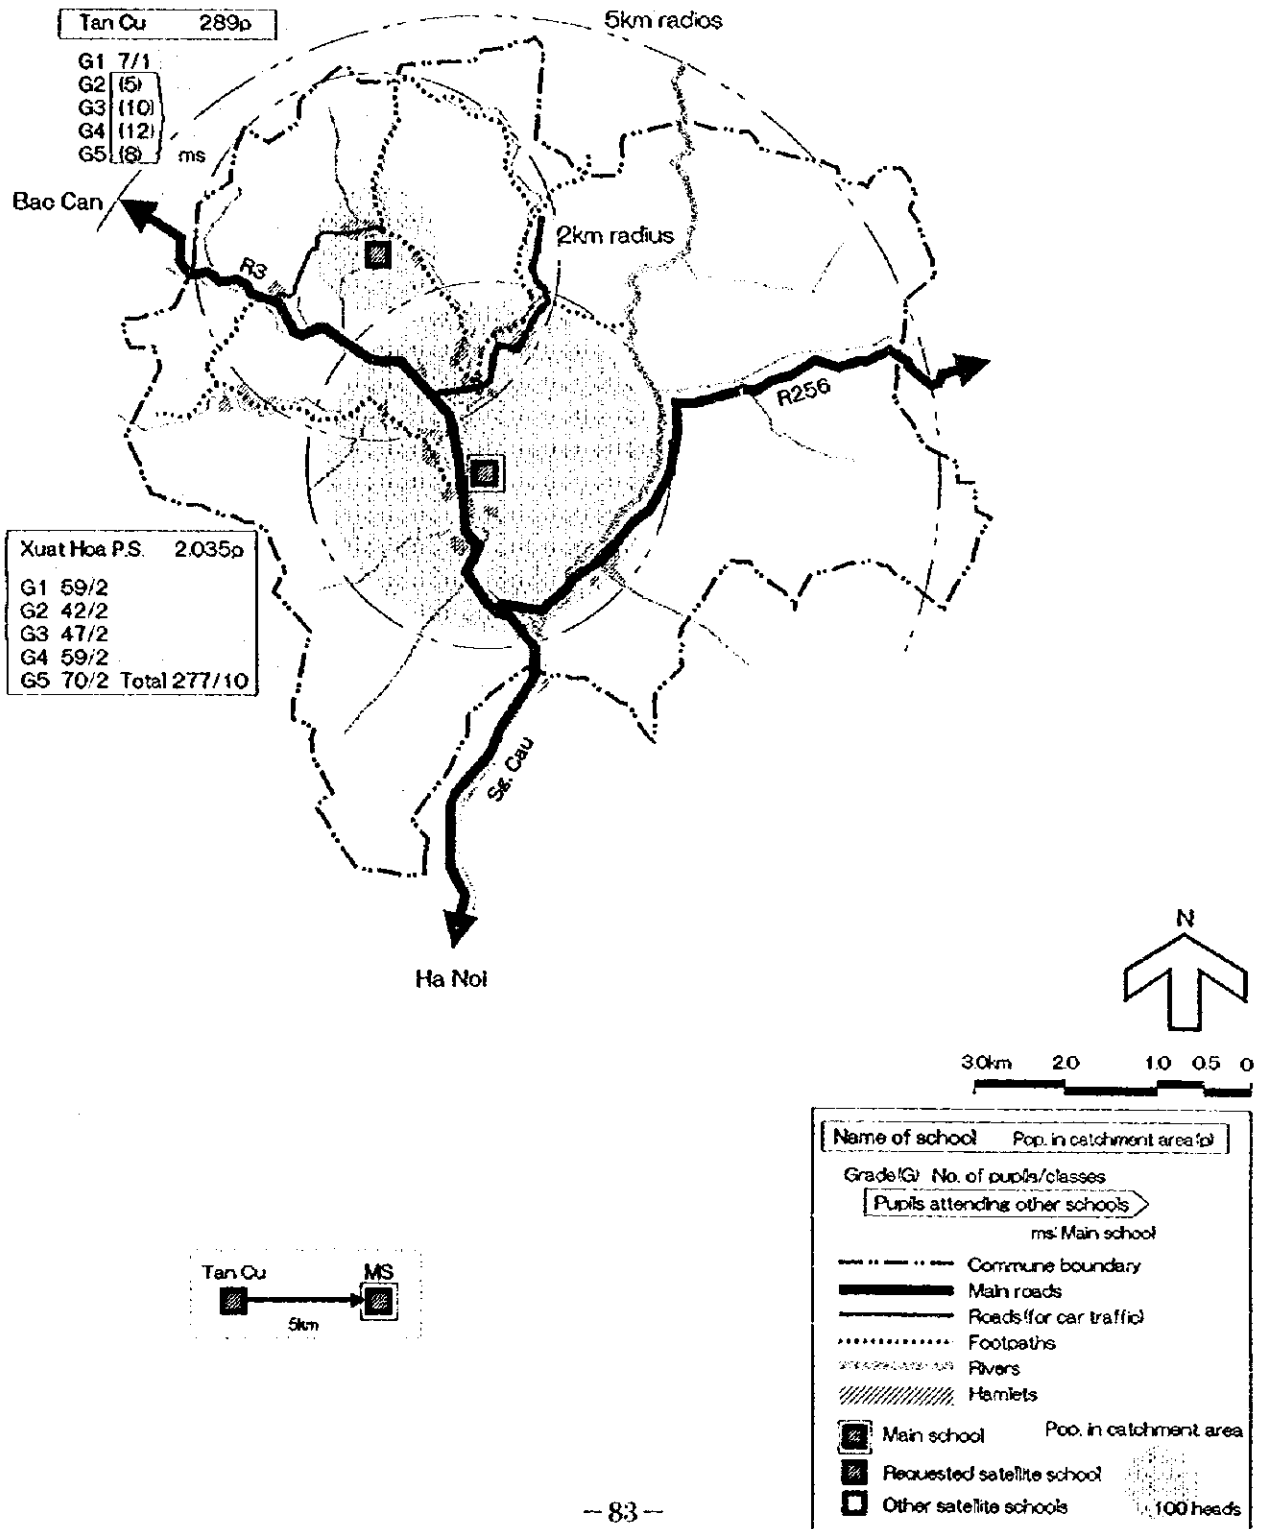 Tan Cu 289p
G1 7/1
G2 (5)
G3 (10)
G4 (12)
G5 (8) ms
5km radios
Bac Can
R3
2km radius
R256
Xuat Hoa P.S. 2.035p
G1 59/2
G2 42/2
G3 47/2
G4 59/2
G5 70/2 Total 277/10
Sg. Cau
Ha Noi
N
3.0km 2.0 1.0 0.5 0
Name of school Pop. in catchment area(p)
Grade(G) No. of pupils/classes
Pupils attending other schools
ms: Main school
Commune boundary
Main roads
Roads(for car traffic)
Footpaths
Rivers
Hamlets
Main school Pop. in catchment area
Requested satellite school
Other satellite schools 100 heads
Tan Cu MS
5km
-83-